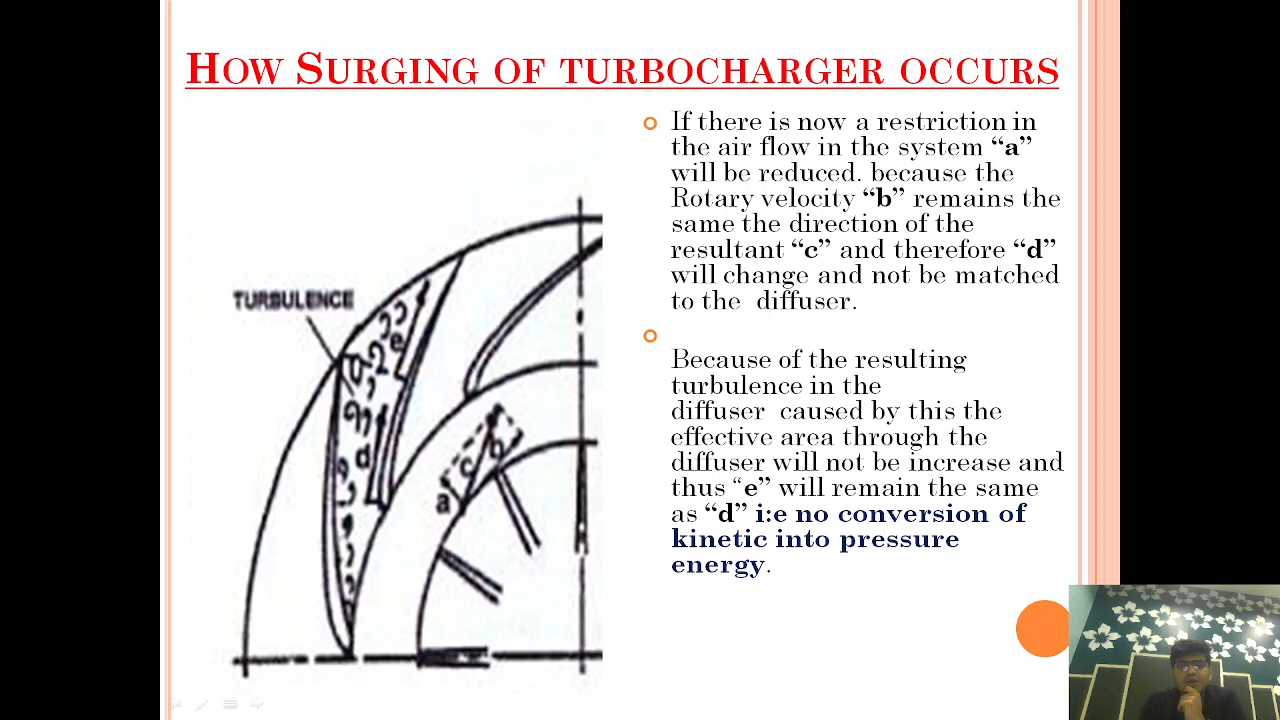 How Surging of turbocharger occurs
If there is now a restriction in
the air flow in the system “a”
will be reduced. because the
Rotary velocity “b” remains the
same the direction of the
resultant “c” and therefore “d”
will change and not be matched
to the  diffuser.
Because of the resulting
turbulence in the
diffuser  caused by this the
effective area through the
diffuser will not be increase and
thus “e” will remain the same
as “d” i:e no conversion of
kinetic into pressure
energy.
TURBULENCE
e
d
c
b
a